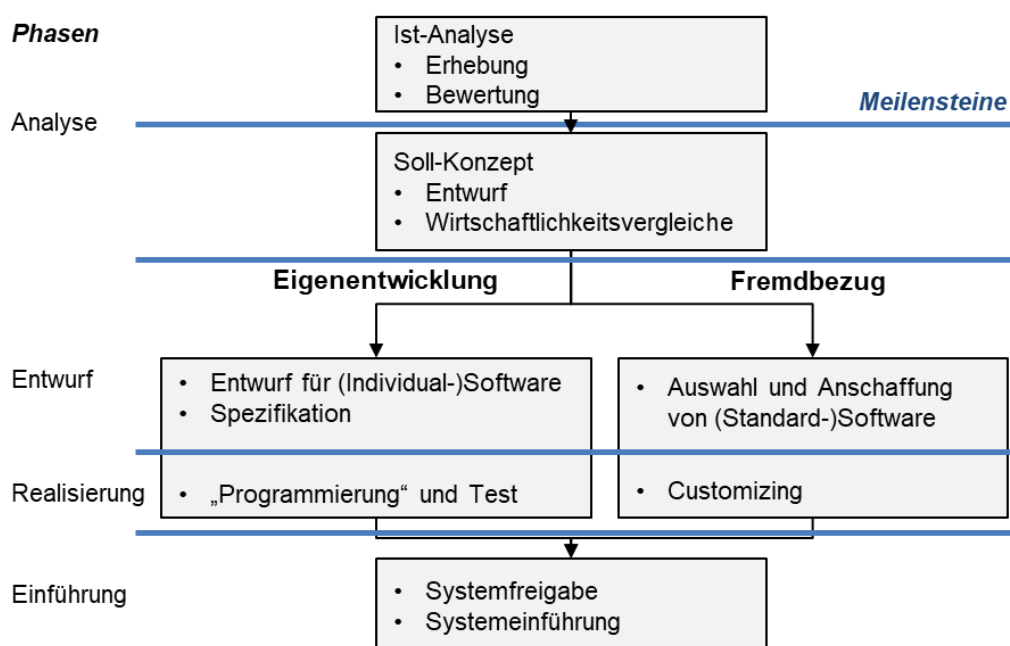 Phasen
Ist-Analyse
• Erhebung
• Bewertung
Meilensteine
Analyse
Soll-Konzept
• Entwurf
• Wirtschaftlichkeitsvergleiche
Eigenentwicklung
Fremdbezug
Entwurf
• Entwurf für (Individual-)Software
• Spezifikation
• Auswahl und Anschaffung
von (Standard-)Software
Realisierung
• „Programmierung“ und Test
• Customizing
Einführung
• Systemfreigabe
• Systemeinführung